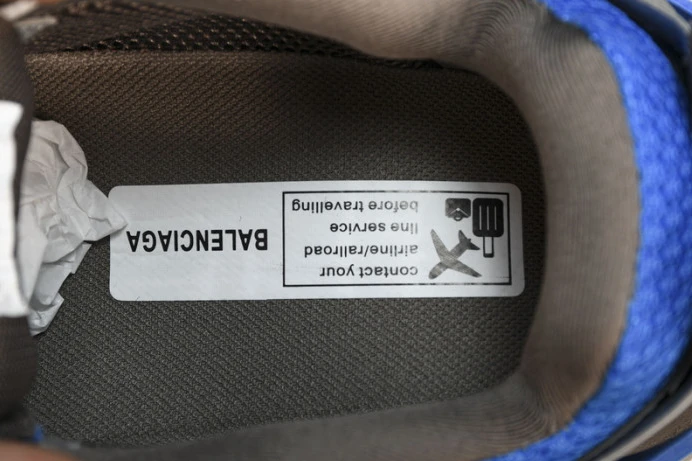 contact your
airline/railroad
line service
before travelling
BALENCIAGA